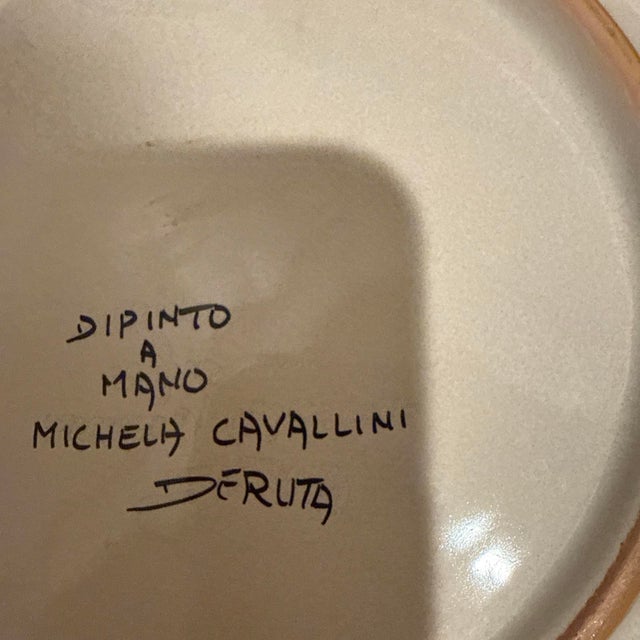 DIPINTO
A
MANO
MICHELA CAVALLINI
DERUTA